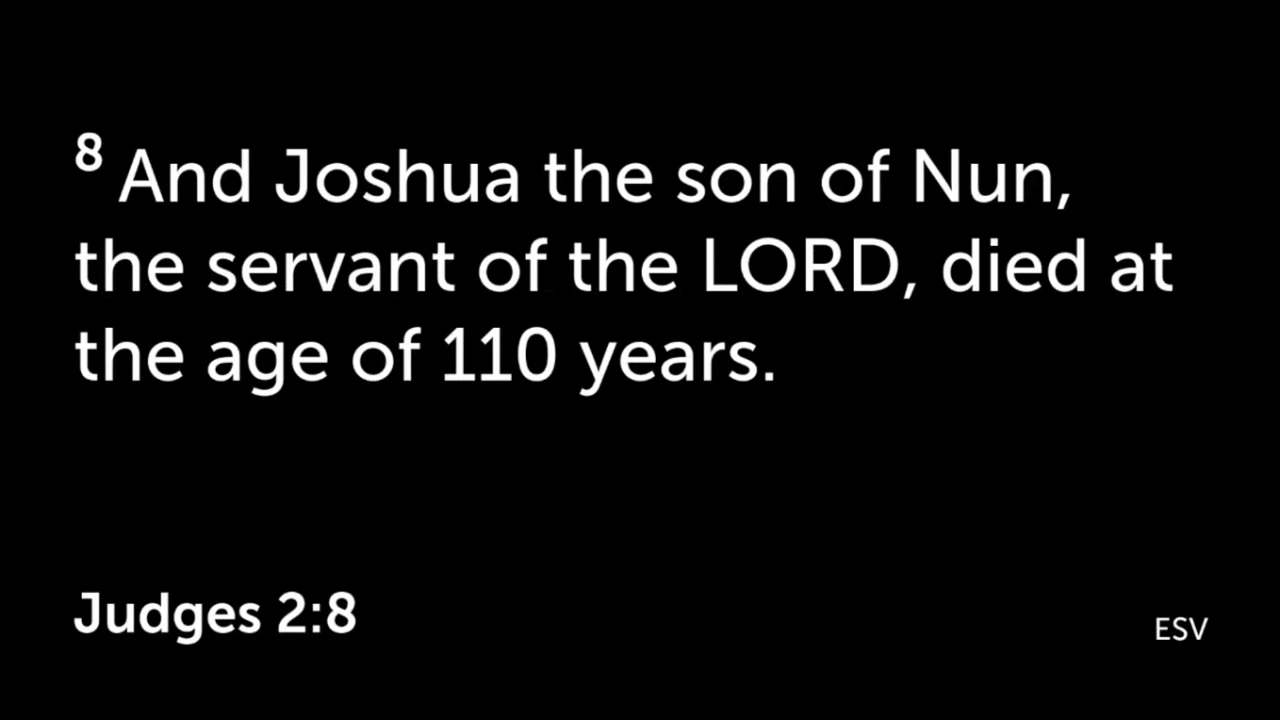 8 And Joshua the son of Nun,
the servant of the LORD, died at
the age of 110 years.
Judges 2:8
ESV